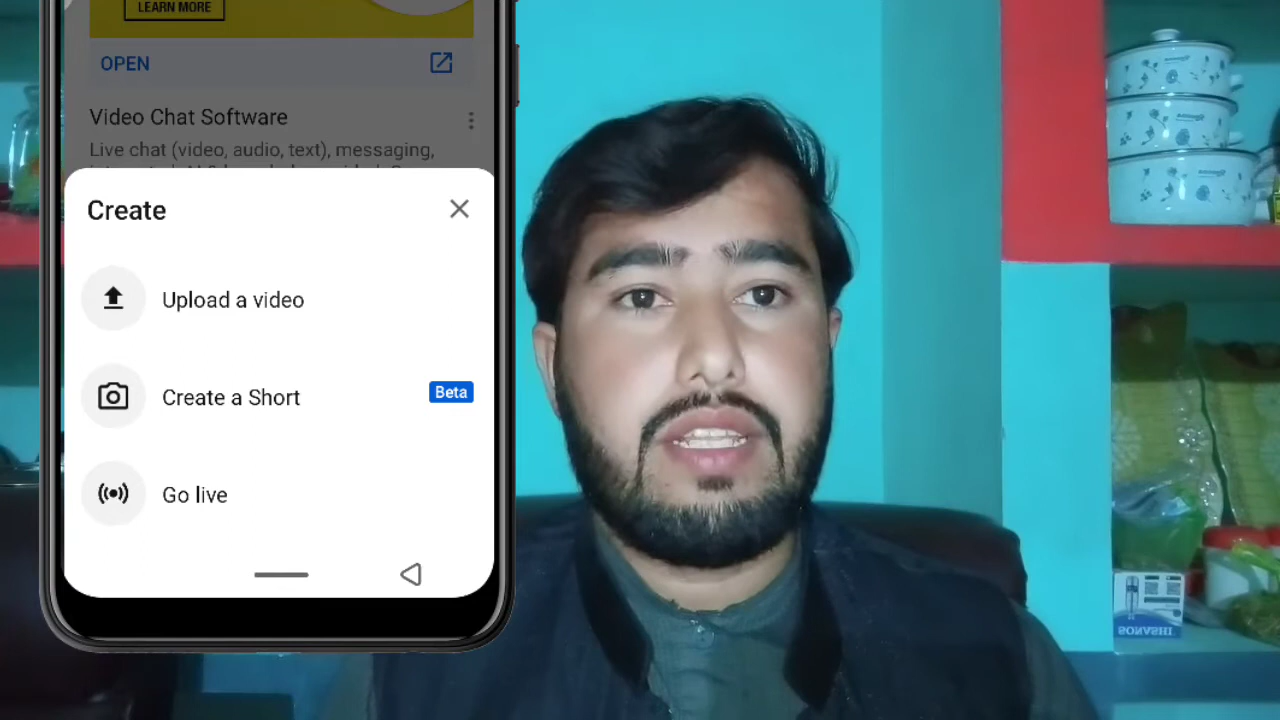 LEARN MORE
OPEN
Video Chat Software
Live chat (video, audio, text), messaging,
Create
Upload a video
Create a Short
Beta
Go live
SONASHI